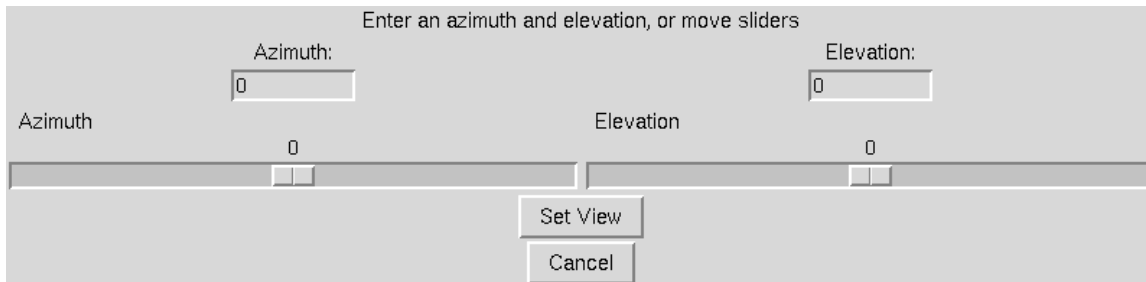 Enter an azimuth and elevation, or move sliders
Azimuth: Elevation:
0 0
Azimuth Elevation
0 0
Set View
Cancel